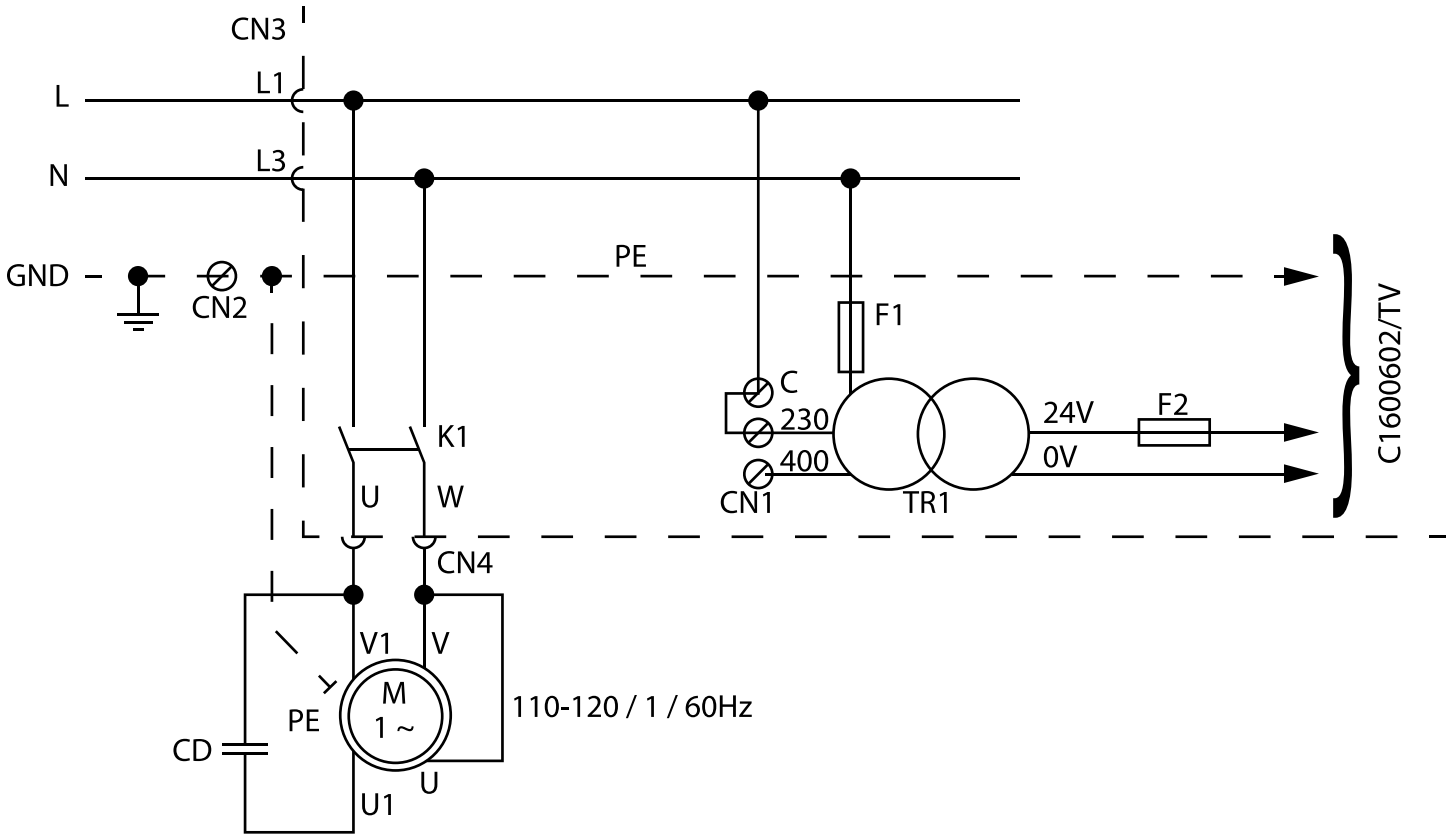 CN3
L1
L
L3
N
PE
GND
CN2
F1
C
230
24V
F2
400
0V
CN1
TR1
C1600602/TV
K1
U
W
CN4
V1
V
M
1 ~
PE
110-120 / 1 / 60Hz
CD
U
U1